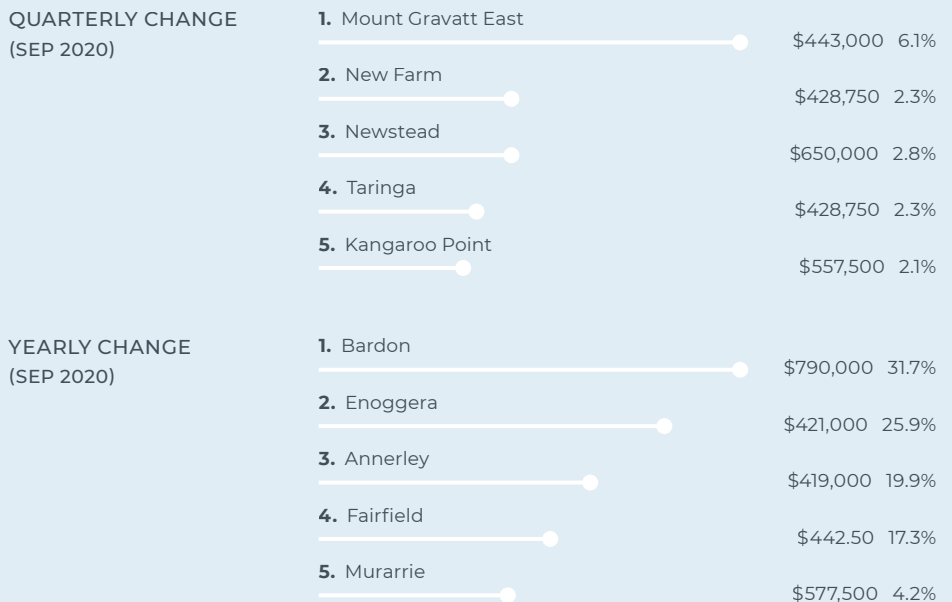 QUARTERLY CHANGE
(SEP 2020)
1. Mount Gravatt East
$443,000 6.1%
2. New Farm
$428,750 2.3%
3. Newstead
$650,000 2.8%
4. Taringa
$428,750 2.3%
5. Kangaroo Point
$557,500 2.1%
YEARLY CHANGE
(SEP 2020)
1. Bardon
$790,000 31.7%
2. Enoggera
$421,000 25.9%
3. Annerley
$419,000 19.9%
4. Fairfield
$442.50 17.3%
5. Murarrie
$577,500 4.2%